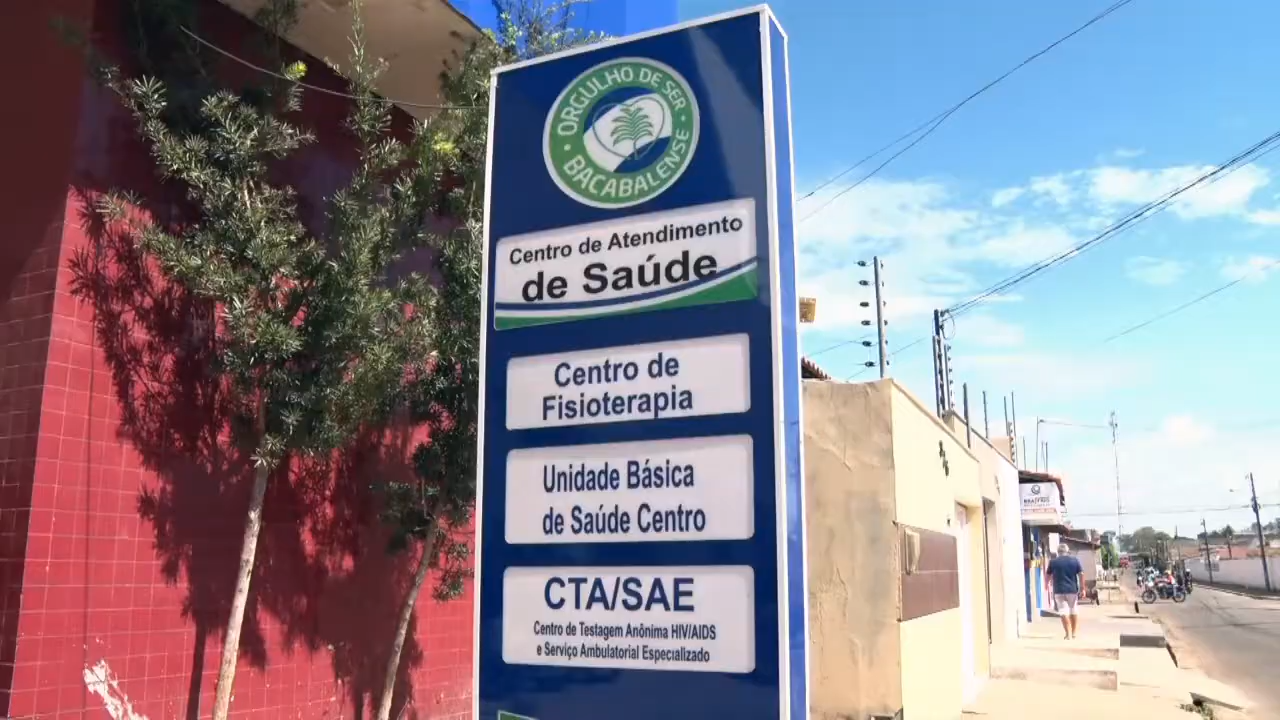 ORGULHO DE SER
BACABALENSE
Centro de Atendimento
de Saúde
Centro de
Fisioterapia
Unidade Básica
de Saúde Centro
CTA/SAE
Centro de Testagem Anônima HIV/AIDS
e Serviço Ambulatorial Especializado